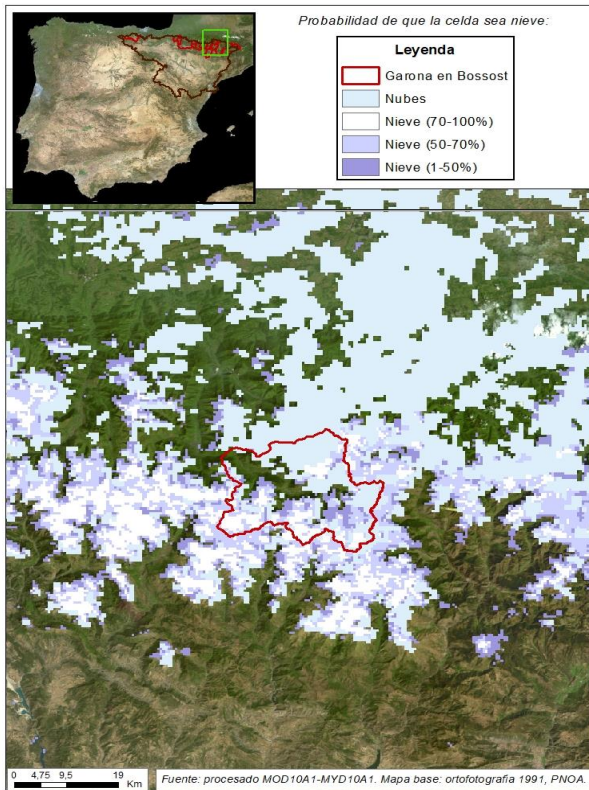 Probabilidad de que la celda sea nieve:
Leyenda
Garona en Bossost
Nubes
Nieve (70-100%)
Nieve (50-70%)
Nieve (1-50%)
0 4,75 9,5 19
Km
Fuente: procesado MOD10A1-MYD10A1. Mapa base: ortofotografia 1991, PNOA.